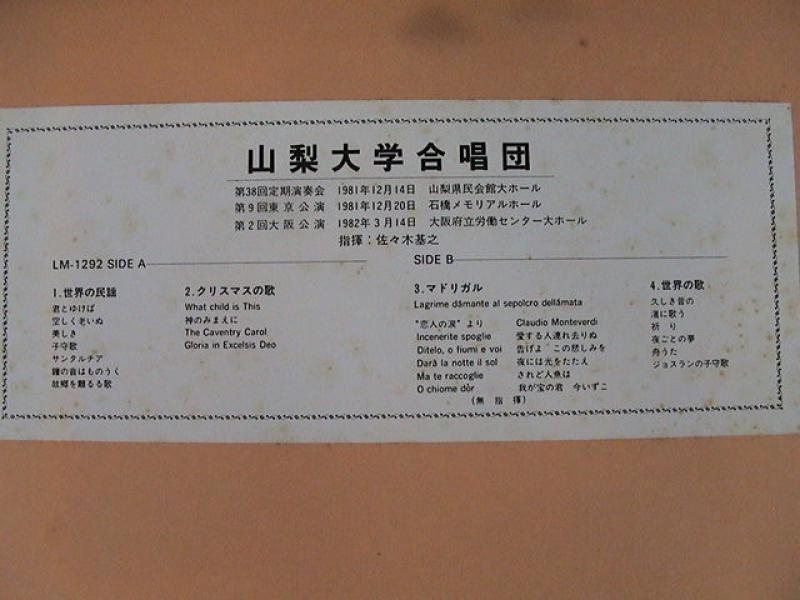 山梨大学合唱団
第38回定期演奏会 1981年12月14日 山梨県民会館大ホール
第9回東京公演 1981年12月20日 石橋メモリアルホール
第2回大阪公演 1982年3月14日 大阪府立労働センター大ホール
指揮:佐々木基之
LM-1292 SIDE A
1.世界の民謡
君とゆけば
空しく老いぬ
美しき
子守歌
サンタルチア
鐘の音はものうく
故郷を離るる歌
2.クリスマスの歌
What child is This
神のみまえに
The Caventry Carol
Gloria in Excelsis Deo
SIDE B
3.マドリガル
Lagrime dàmante al sepolcro dellámata
"恋人の涙"より Claudio Monteverdi
Incenerite spoglie 愛する人連れ去りぬ
Ditelo, o fiumi e voi 告げよ この悲しみを
Darà la notte il sol 夜には光をたたえ
Ma te raccoglie されど人魚は
O chiome dòr 我が宝の君 今いずこ
(無指揮)
4.世界の歌
久しき昔の
渚に歌う
祈り
夜ごとの夢
舟うた
ジョスランの子守歌